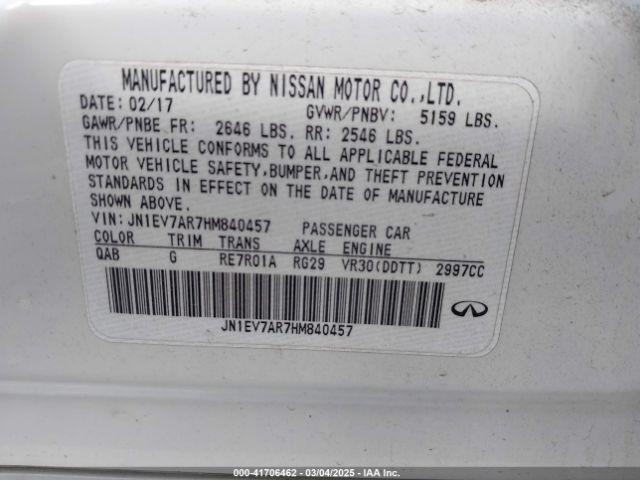 MANUFACTURED BY NISSAN MOTOR CO.,LTD.
DATE: 02/17 GVWR/PNBV: 5159 LBS.
GAWR/PNBE FR: 2646 LBS. RR: 2546 LBS.
THIS VEHICLE CONFORMS TO ALL APPLICABLE FEDERAL
MOTOR VEHICLE SAFETY,BUMPER,AND THEFT PREVENTION
STANDARDS IN EFFECT ON THE DATE OF MANUFACTURE
SHOWN ABOVE.
VIN: JN1EV7AR7HM840457 PASSENGER CAR
COLOR TRIM TRANS AXLE ENGINE
QAB G RE7R01A RG29 VR30(DDTT) 2997CC
JN1EV7AR7HM840457
000-41706462 - 03/04/2025 - IAA Inc.